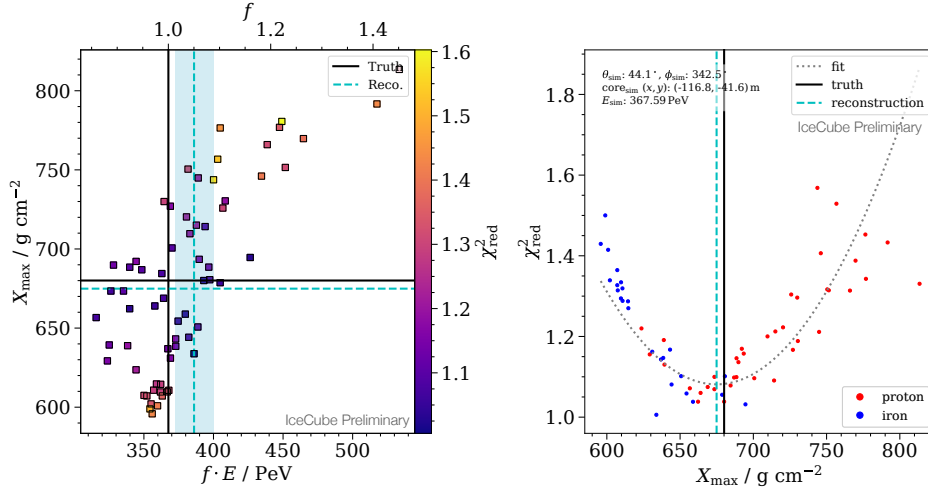 f
1.0 1.1 1.2 1.3 1.4
Truth
Reco.
X_max / g cm⁻²
800
750
700
650
600
IceCube Preliminary
350 400 450 500
f · E / PeV
1.6
1.5
1.4
1.3
1.2
1.1
χ²_red
θ_sim: 44.1°, ϕ_sim: 342.5°
core_sim (x, y): (-116.8, -41.6) m
E_sim: 367.59 PeV
fit
truth
reconstruction
IceCube Preliminary
χ²_red
1.8
1.6
1.4
1.2
1.0
proton
iron
600 650 700 750 800
X_max / g cm⁻²